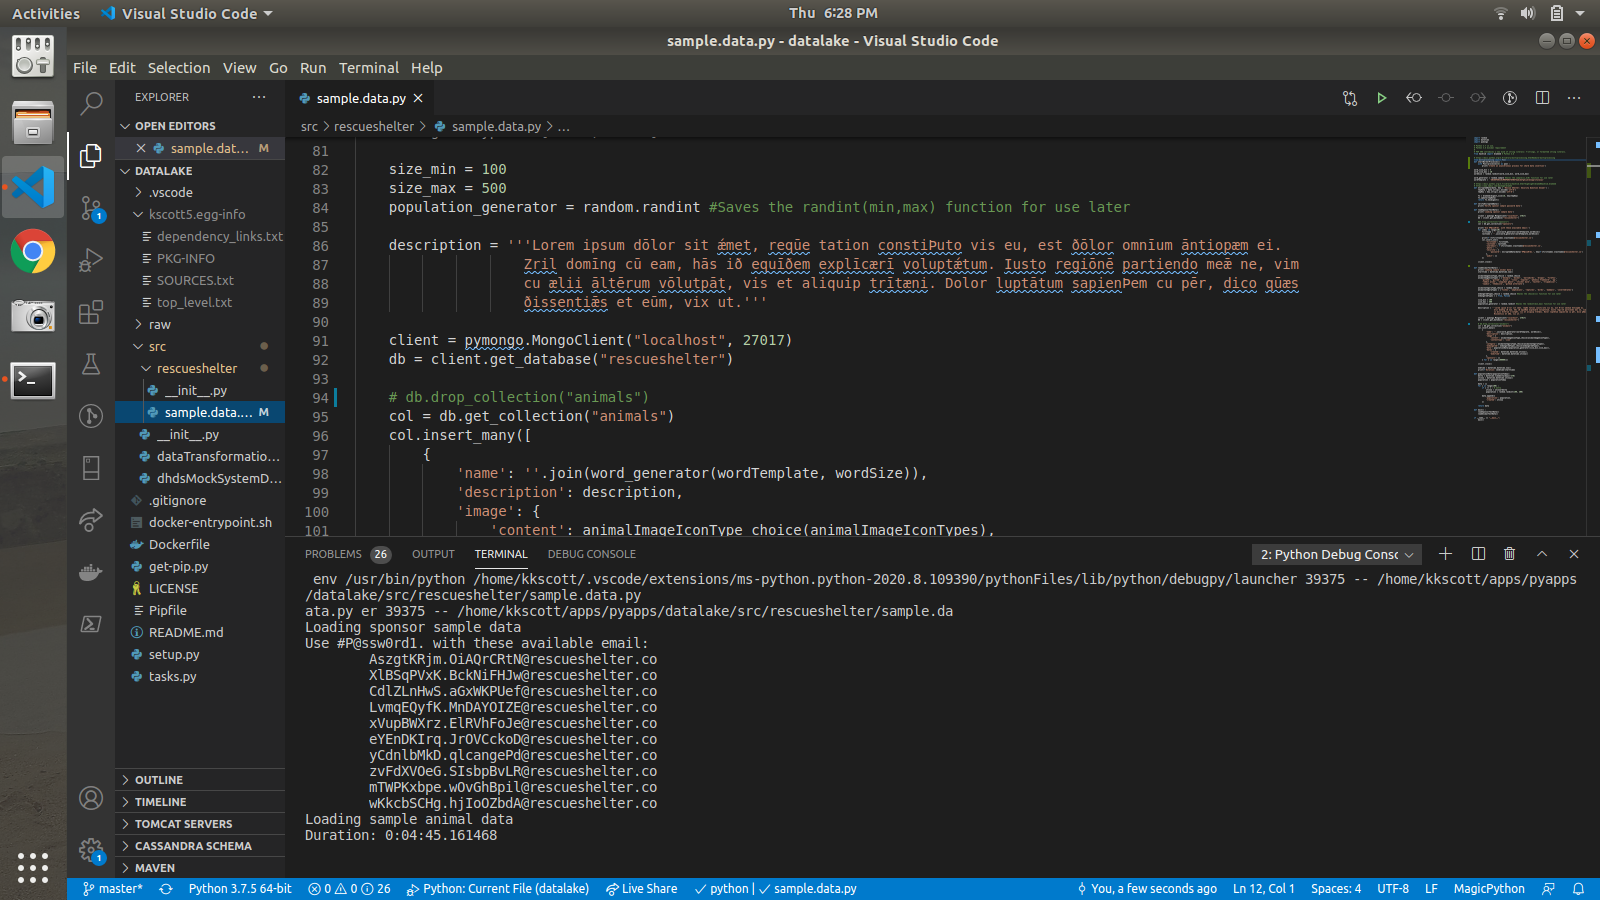 Activities
Visual Studio Code
Thu 6:28 PM
sample.data.py - datalake - Visual Studio Code
File Edit Selection View Go Run Terminal Help
EXPLORER
OPEN EDITORS
sample.dat... M
DATALAKE
.vscode
kscott5.egg-info
dependency_links.txt
PKG-INFO
SOURCES.txt
top_level.txt
raw
src
rescueshelter
__init__.py
sample.data.... M
__init__.py
dataTransformatio...
dhdsMockSystemD...
.gitignore
docker-entrypoint.sh
Dockerfile
get-pip.py
LICENSE
Pipfile
README.md
setup.py
tasks.py
OUTLINE
TIMELINE
TOMCAT SERVERS
CASSANDRA SCHEMA
MAVEN
1
1
sample.data.py
src > rescueshelter > sample.data.py > ...
81
82 size_min = 100
83 size_max = 500
84 population_generator = random.randint #Saves the randint(min,max) function for use later
85
86 description = '''Lorem ipsum dōlor sit ǽmet, reqūe tation constiÞuto vis eu, est ðōlor omnīum āntiopæm ei.
87 Zril domīng cū eam, hās ið equīðem explīcærī voluptǽtum. Iusto regiōnē partiendo meǣ ne, vim
88 cu ælii āltērum vōlutpāt, vis et aliquip tritæni. Dolor luptātum sapienÞem cu pēr, dico qūæs
89 ðissentiǣs et eūm, vix ut.'''
90
91 client = pymongo.MongoClient("localhost", 27017)
92 db = client.get_database("rescueshelter")
93
94 # db.drop_collection("animals")
95 col = db.get_collection("animals")
96 col.insert_many([
97 {
98 'name': ''.join(word_generator(wordTemplate, wordSize)),
99 'description': description,
100 'image': {
101 'content': animalImageIconType_choice(animalImageIconTypes),
PROBLEMS 26 OUTPUT TERMINAL DEBUG CONSOLE
2: Python Debug Consc
env /usr/bin/python /home/kkscott/.vscode/extensions/ms-python.python-2020.8.109390/pythonFiles/lib/python/debugpy/launcher 39375 -- /home/kkscott/apps/pyapps
/datalake/src/rescueshelter/sample.data.py
ata.py er 39375 -- /home/kkscott/apps/pyapps/datalake/src/rescueshelter/sample.da
Loading sponsor sample data
Use #P@ssw0rd1. with these available email:
AszgtKRjm.OiAQrCRtN@rescueshelter.co
XlBSqPVxK.BckNiFHJw@rescueshelter.co
CdlZLnHwS.aGxWKPUef@rescueshelter.co
LvmqEQyfK.MnDAYOIZE@rescueshelter.co
xVupBWXrz.ElRVhFoJe@rescueshelter.co
eYEnDKIrq.JrOVCckoD@rescueshelter.co
yCdnlbMkD.qlcangePd@rescueshelter.co
zvFdXVOeG.SIsbpBvLR@rescueshelter.co
mTWPKxbpe.wOvGhBpil@rescueshelter.co
wKkcbSCHg.hjIoOZbdA@rescueshelter.co
Loading sample animal data
Duration: 0:04:45.161468
master* Python 3.7.5 64-bit 0 0 26 Python: Current File (datalake) Live Share python | sample.data.py You, a few seconds ago Ln 12, Col 1 Spaces: 4 UTF-8 LF MagicPython